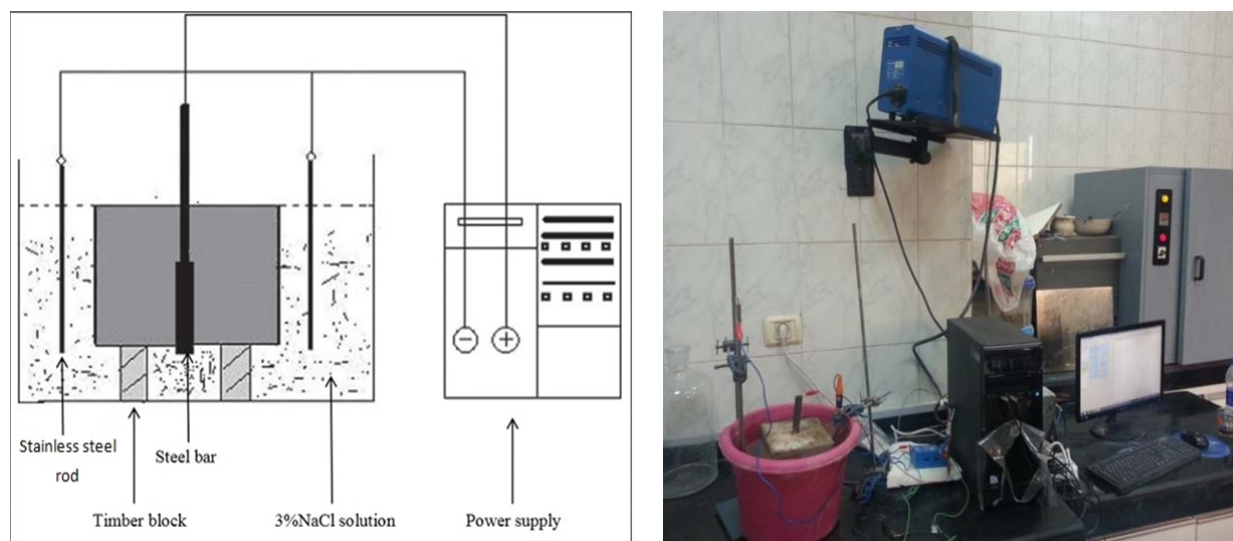 − +
Stainless steel
rod
Steel bar
Timber block
3%NaCl solution
Power supply